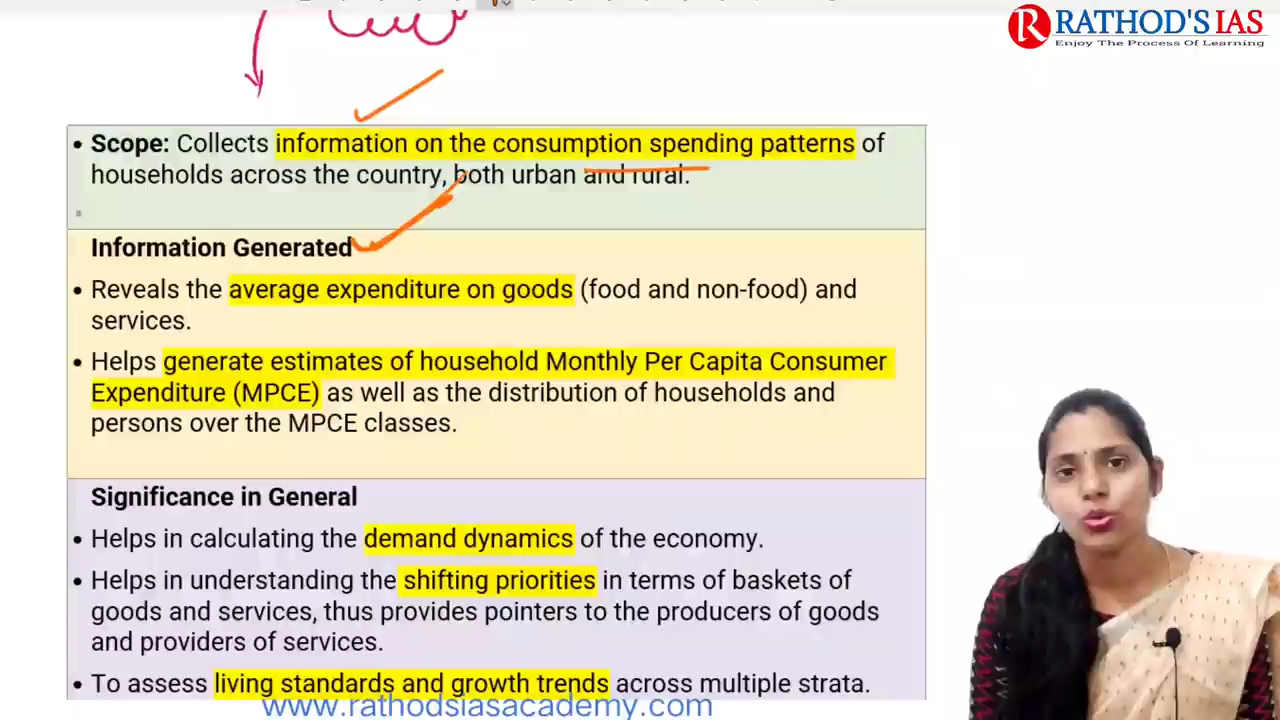 RATHOD'S IAS
Enjoy The Process Of Learning
• Scope: Collects information on the consumption spending patterns of
households across the country, both urban and rural.
Information Generated
• Reveals the average expenditure on goods (food and non-food) and
services.
• Helps generate estimates of household Monthly Per Capita Consumer
Expenditure (MPCE) as well as the distribution of households and
persons over the MPCE classes.
Significance in General
• Helps in calculating the demand dynamics of the economy.
• Helps in understanding the shifting priorities in terms of baskets of
goods and services, thus provides pointers to the producers of goods
and providers of services.
• To assess living standards and growth trends across multiple strata.
www.rathodsiasacademy.com